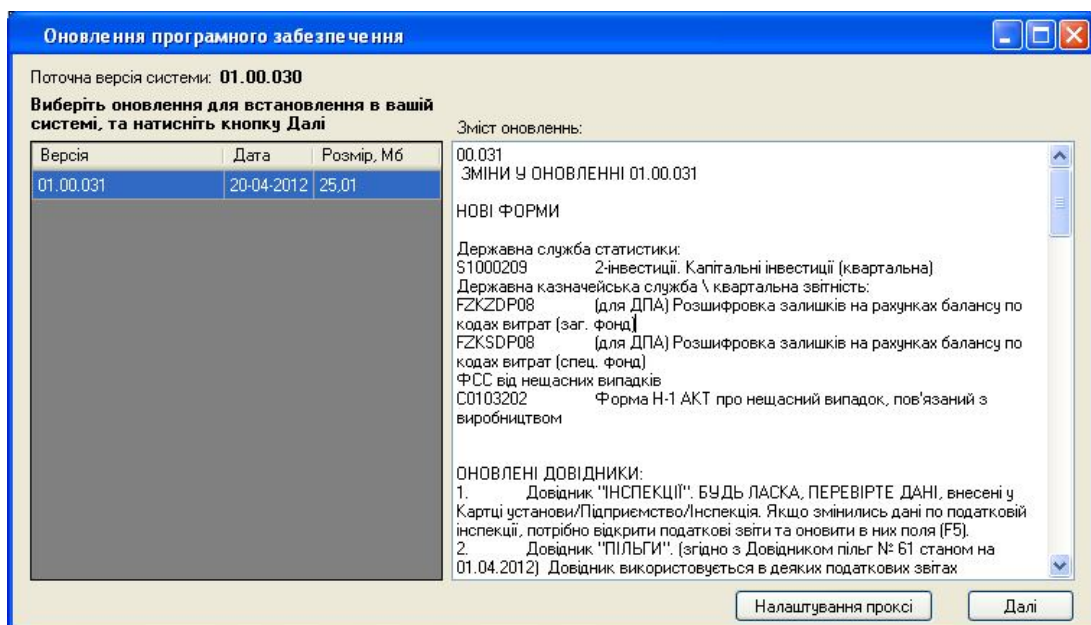 Оновлення програмного забезпечення
Поточна версія системи: 01.00.030
Виберіть оновлення для встановлення в вашій
системі, та натисніть кнопку Далі
Версія Дата Розмір, Мб
01.00.031 20-04-2012 25,01
Зміст оновленнь:
00.031
ЗМІНИ У ОНОВЛЕННІ 01.00.031
НОВІ ФОРМИ
Державна служба статистики:
S1000209 2-інвестиції. Капітальні інвестиції (квартальна)
Державна казначейська служба \ квартальна звітність:
FZKZDP08 (для ДПА) Розшифровка залишків на рахунках балансу по
кодах витрат (заг. фонд)
FZKSDP08 (для ДПА) Розшифровка залишків на рахунках балансу по
кодах витрат (спец. фонд)
ФСС від нещасних випадків
C0103202 Форма Н-1 АКТ про нещасний випадок, пов'язаний з
виробництвом
ОНОВЛЕНІ ДОВІДНИКИ:
1. Довідник "ІНСПЕКЦІЇ". БУДЬ ЛАСКА, ПЕРЕВІРТЕ ДАНІ, внесені у
Картці установи/Підприємство/Інспекція. Якщо змінились дані по податковій
інспекції, потрібно відкрити податкові звіти та оновити в них поля (F5).
2. Довідник "ПІЛЬГИ". (згідно з Довідником пільг № 61 станом на
01.04.2012) Довідник використовується в деяких податкових звітах
Налаштування проксі
Далі